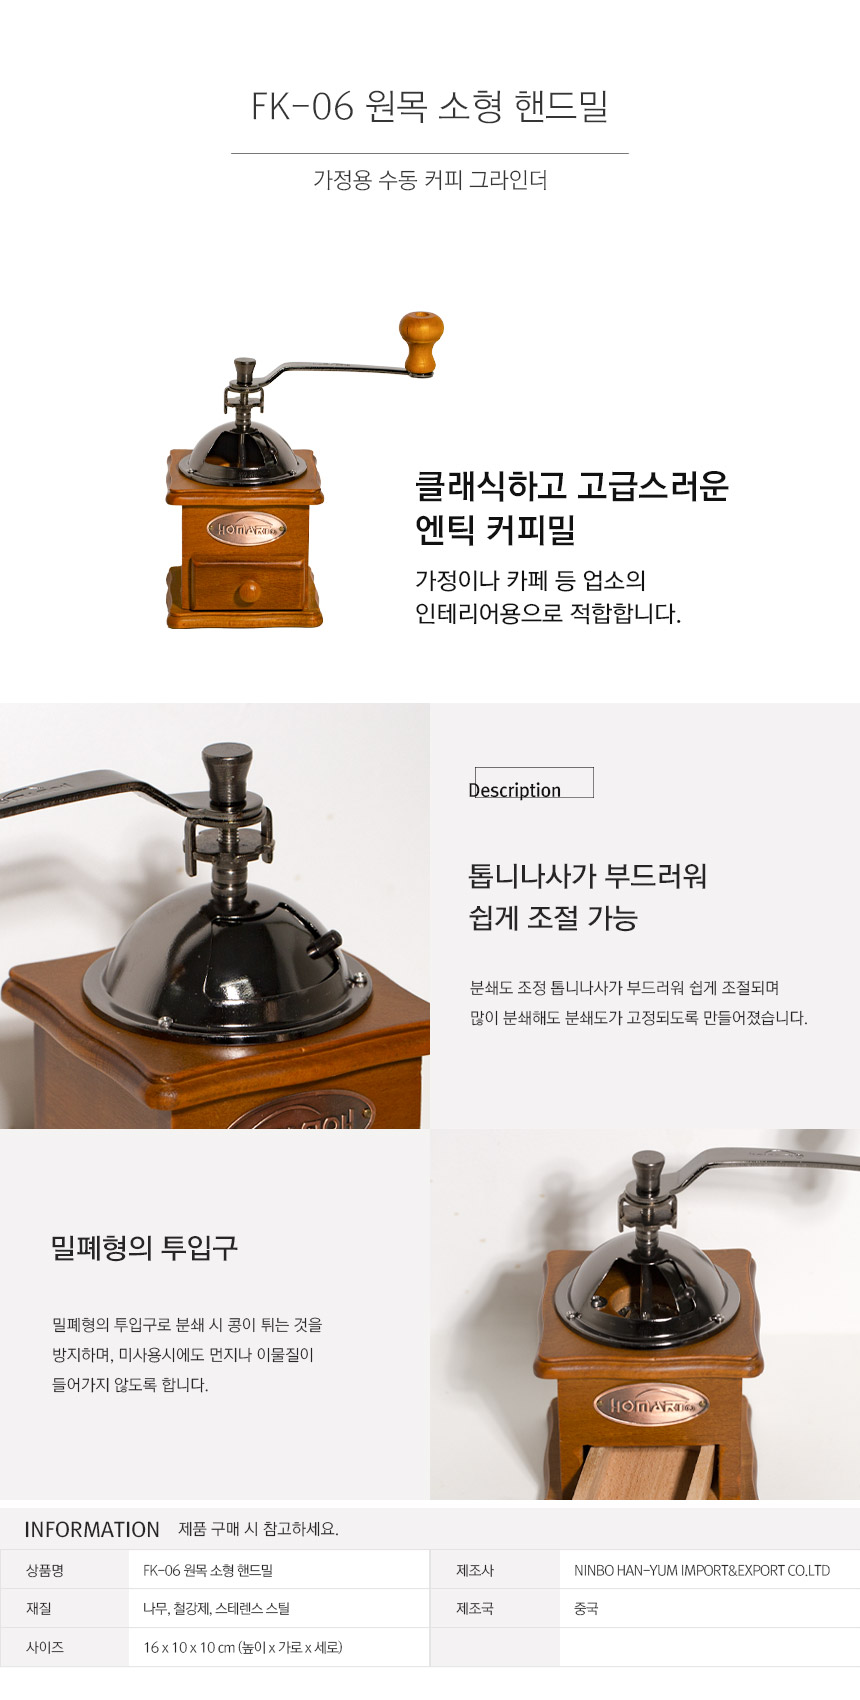 FK-06 원목 소형 핸드밀
가정용 수동 커피 그라인더
클래식하고 고급스러운
엔틱 커피밀
가정이나 카페 등 업소의
인테리어용으로 적합합니다.
Description
톱니나사가 부드러워
쉽게 조절 가능
분쇄도 조정 톱니나사가 부드러워 쉽게 조절되며
많이 분쇄해도 분쇄도가 고정되도록 만들어졌습니다.
밀폐형의 투입구
밀폐형의 투입구로 분쇄 시 콩이 튀는 것을
방지하며, 미사용시에도 먼지나 이물질이
들어가지 않도록 합니다.
INFORMATION 제품 구매 시 참고하세요.
상품명 FK-06 원목 소형 핸드밀 제조사 NINBO HAN-YUM IMPORT&EXPORT CO.LTD
재질 나무, 철강제, 스테렌스 스틸 제조국 중국
사이즈 16 x 10 x 10 cm (높이 x 가로 x 세로)